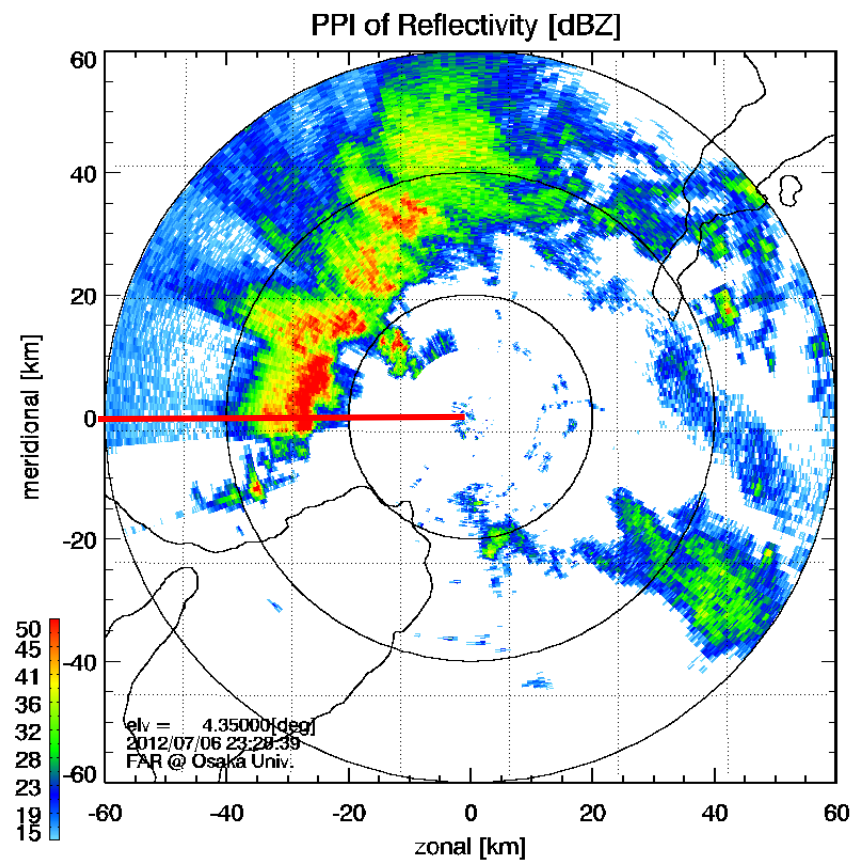 PPI of Reflectivity [dBZ]
60
40
20
0
-20
-40
-60
meridional [km]
50
45
41
36
32
28
23
19
15
elv = 4.35000[deg]
2012/07/06 23:28:39
FAR @ Osaka Univ.
-60 -40 -20 0 20 40 60
zonal [km]